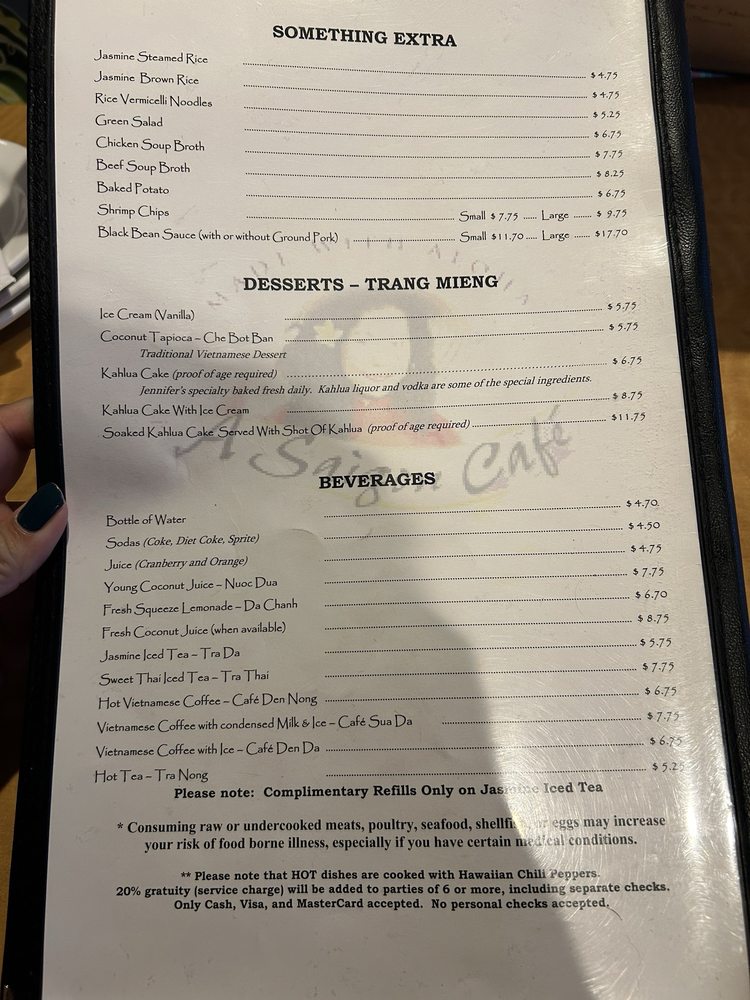 SOMETHING EXTRA
Jasmine Steamed Rice $4.75
Jasmine Brown Rice $4.75
Rice Vermicelli Noodles $5.25
Green Salad $6.75
Chicken Soup Broth $7.75
Beef Soup Broth $8.25
Baked Potato $6.75
Shrimp Chips Small $7.75 ..... Large ....... $9.75
Black Bean Sauce (with or without Ground Pork) Small $11.70 ..... Large ....... $17.70
MADE WITH ALOHA
DESSERTS – TRANG MIENG
Ice Cream (Vanilla) $5.75
Coconut Tapioca – Che Bot Ban $5.75
Traditional Vietnamese Dessert
Kahlua Cake (proof of age required) $6.75
Jennifer's specialty baked fresh daily. Kahlua liquor and vodka are some of the special ingredients.
Kahlua Cake With Ice Cream $8.75
Soaked Kahlua Cake Served With Shot Of Kahlua (proof of age required) $11.75
A Saigon Café
BEVERAGES
Bottle of Water $4.70
Sodas (Coke, Diet Coke, Sprite) $4.50
Juice (Cranberry and Orange) $4.75
Young Coconut Juice – Nuoc Dua $7.75
Fresh Squeeze Lemonade – Da Chanh $6.70
Fresh Coconut Juice (when available) $8.75
Jasmine Iced Tea – Tra Da $5.75
Sweet Thai Iced Tea – Tra Thai $7.75
Hot Vietnamese Coffee – Café Den Nong $6.75
Vietnamese Coffee with condensed Milk & Ice – Café Sua Da $7.75
Vietnamese Coffee with Ice – Café Den Da $6.75
Hot Tea – Tra Nong $5.25
Please note: Complimentary Refills Only on Jasmine Iced Tea
* Consuming raw or undercooked meats, poultry, seafood, shellfish, or eggs may increase
your risk of food borne illness, especially if you have certain medical conditions.
** Please note that HOT dishes are cooked with Hawaiian Chili Peppers.
20% gratuity (service charge) will be added to parties of 6 or more, including separate checks.
Only Cash, Visa, and MasterCard accepted. No personal checks accepted.